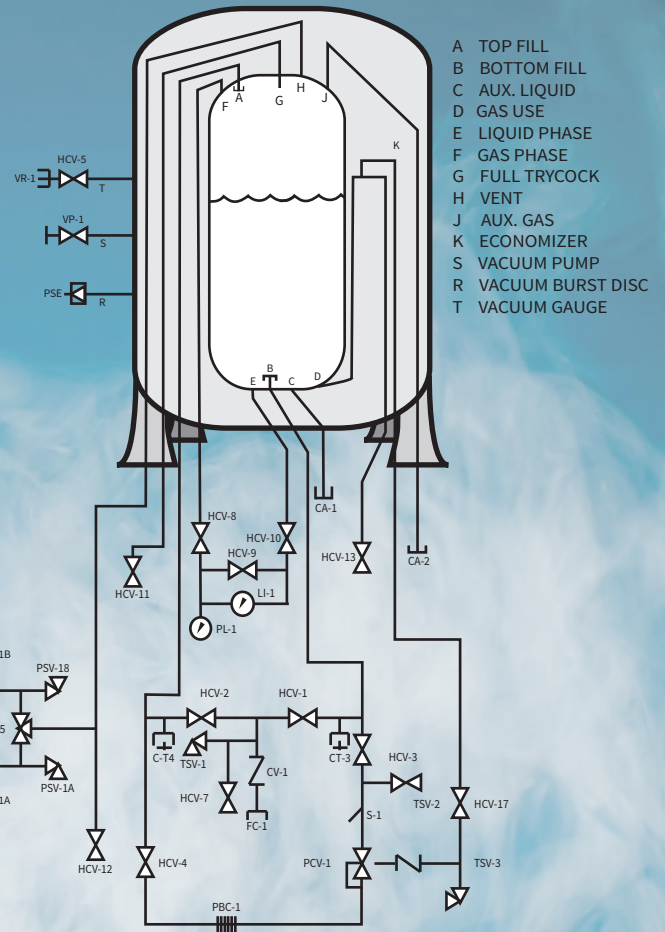 A TOP FILL
B BOTTOM FILL
C AUX. LIQUID
D GAS USE
E LIQUID PHASE
F GAS PHASE
G FULL TRYCOCK
H VENT
J AUX. GAS
K ECONOMIZER
S VACUUM PUMP
R VACUUM BURST DISC
T VACUUM GAUGE
F
A
G
H
J
K
HCV-5
VR-1
T
VP-1
S
PSE
R
E
B
C
D
HCV-8
HCV-10
HCV-9
CA-1
HCV-13
CA-2
HCV-11
LI-1
PL-1
1B
PSV-18
5
PSV-1A
1A
HCV-12
HCV-2
HCV-1
C-T4
TSV-1
CV-1
CT-3
HCV-7
FC-1
HCV-3
TSV-2
HCV-17
S-1
HCV-4
PCV-1
TSV-3
PBC-1